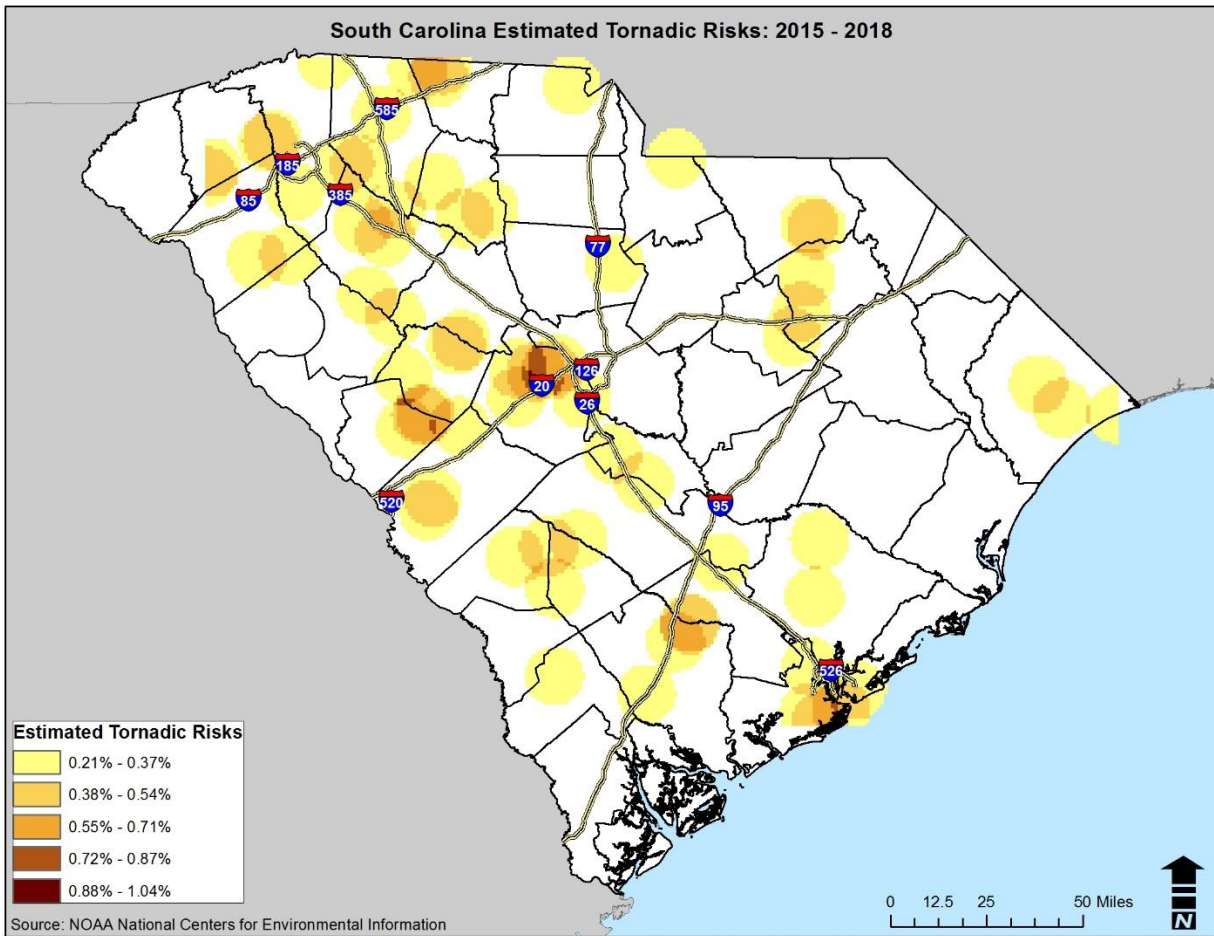 South Carolina Estimated Tornadic Risks: 2015 - 2018
585
185
85
385
77
126
20
26
520
95
526
Estimated Tornadic Risks
0.21% - 0.37%
0.38% - 0.54%
0.55% - 0.71%
0.72% - 0.87%
0.88% - 1.04%
Source: NOAA National Centers for Environmental Information
0 12.5 25 50 Miles
N